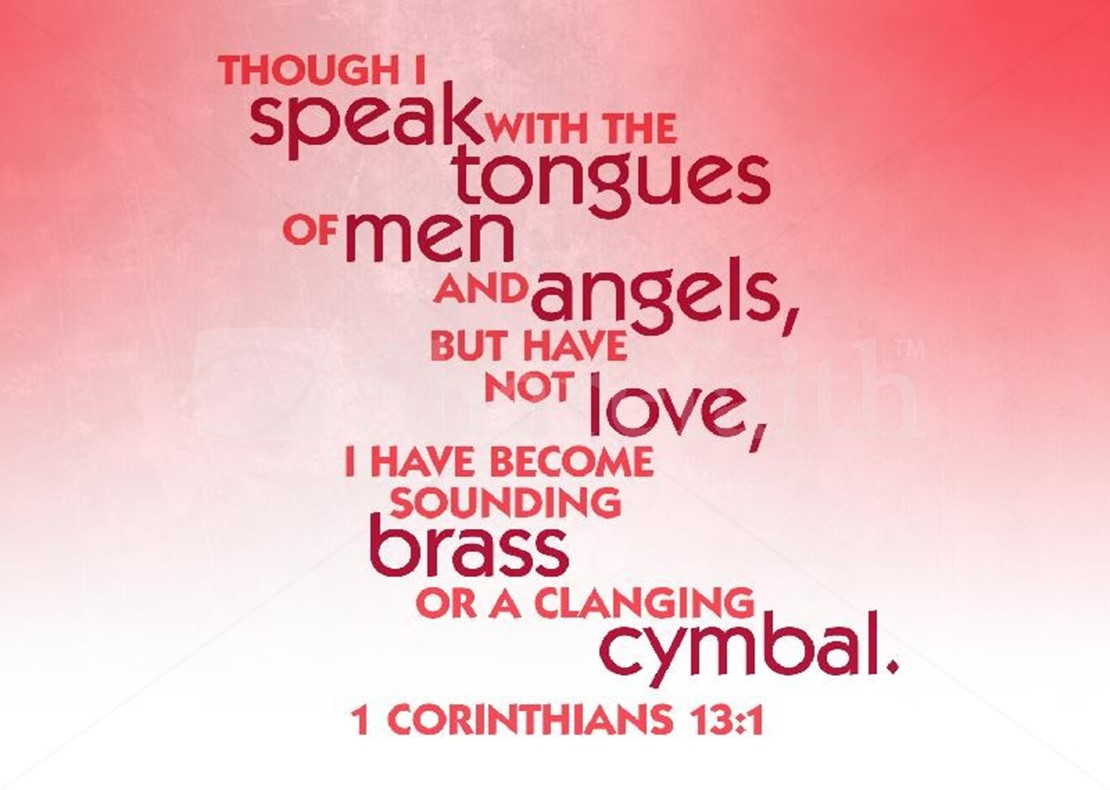 THOUGH I
speak WITH THE
tongues
OF men
AND angels,
BUT HAVE
NOT love,
I HAVE BECOME
SOUNDING
brass
OR A CLANGING
cymbal.
1 CORINTHIANS 13:1